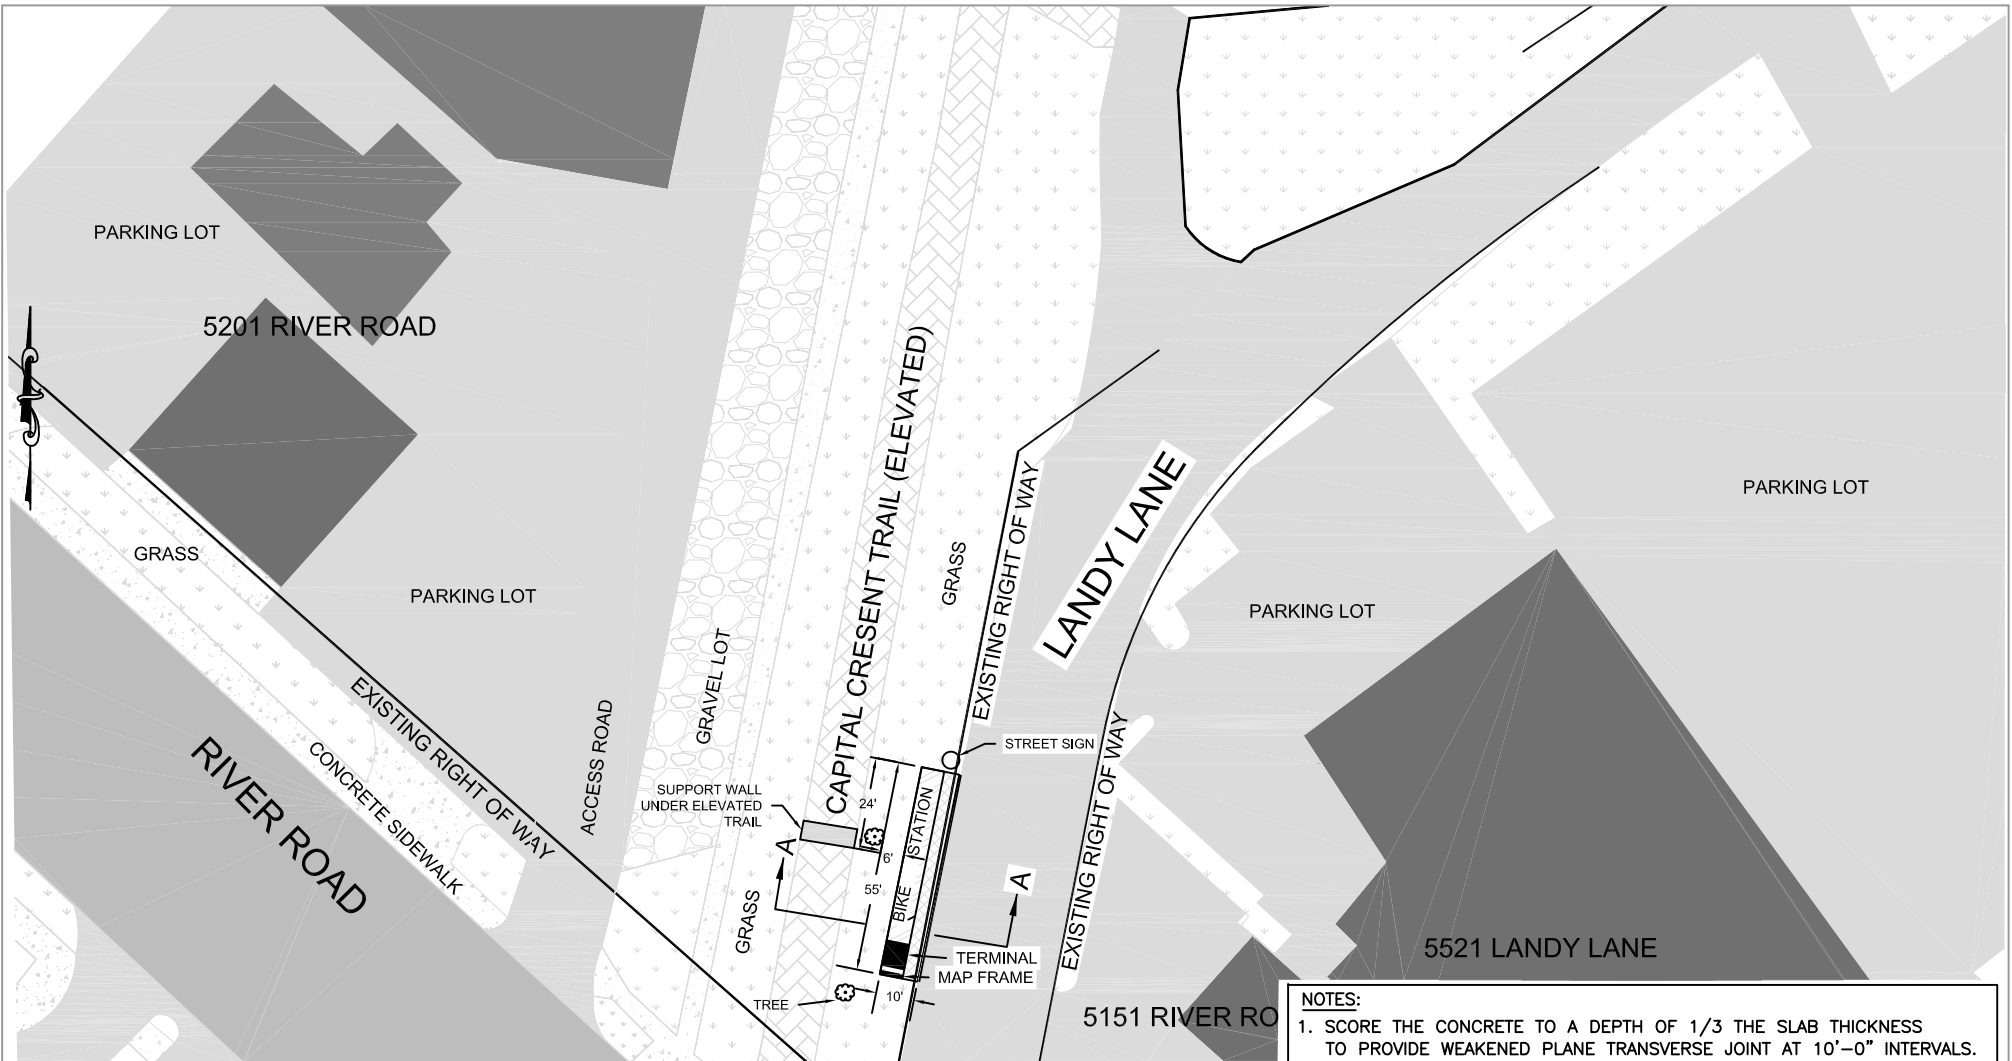 PARKING LOT
5201 RIVER ROAD
GRASS
PARKING LOT
EXISTING RIGHT OF WAY
CONCRETE SIDEWALK
RIVER ROAD
ACCESS ROAD
GRAVEL LOT
CAPITAL CRESENT TRAIL (ELEVATED)
GRASS
EXISTING RIGHT OF WAY
LANDY LANE
PARKING LOT
PARKING LOT
STREET SIGN
SUPPORT WALL
UNDER ELEVATED
TRAIL
24'
6'
55'
BIKE STATION
A
A
GRASS
TERMINAL
MAP FRAME
TREE
10'
EXISTING RIGHT OF WAY
5521 LANDY LANE
5151 RIVER RO
NOTES:
1. SCORE THE CONCRETE TO A DEPTH OF 1/3 THE SLAB THICKNESS
TO PROVIDE WEAKENED PLANE TRANSVERSE JOINT AT 10'-0" INTERVALS.